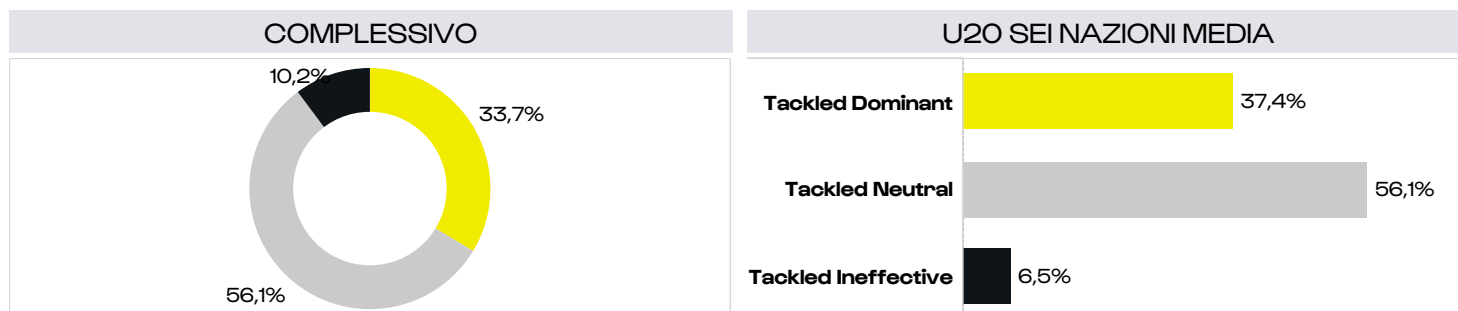 COMPLESSIVO
10,2%
33,7%
56,1%
U20 SEI NAZIONI MEDIA
Tackled Dominant 37,4%
Tackled Neutral 56,1%
Tackled Ineffective 6,5%